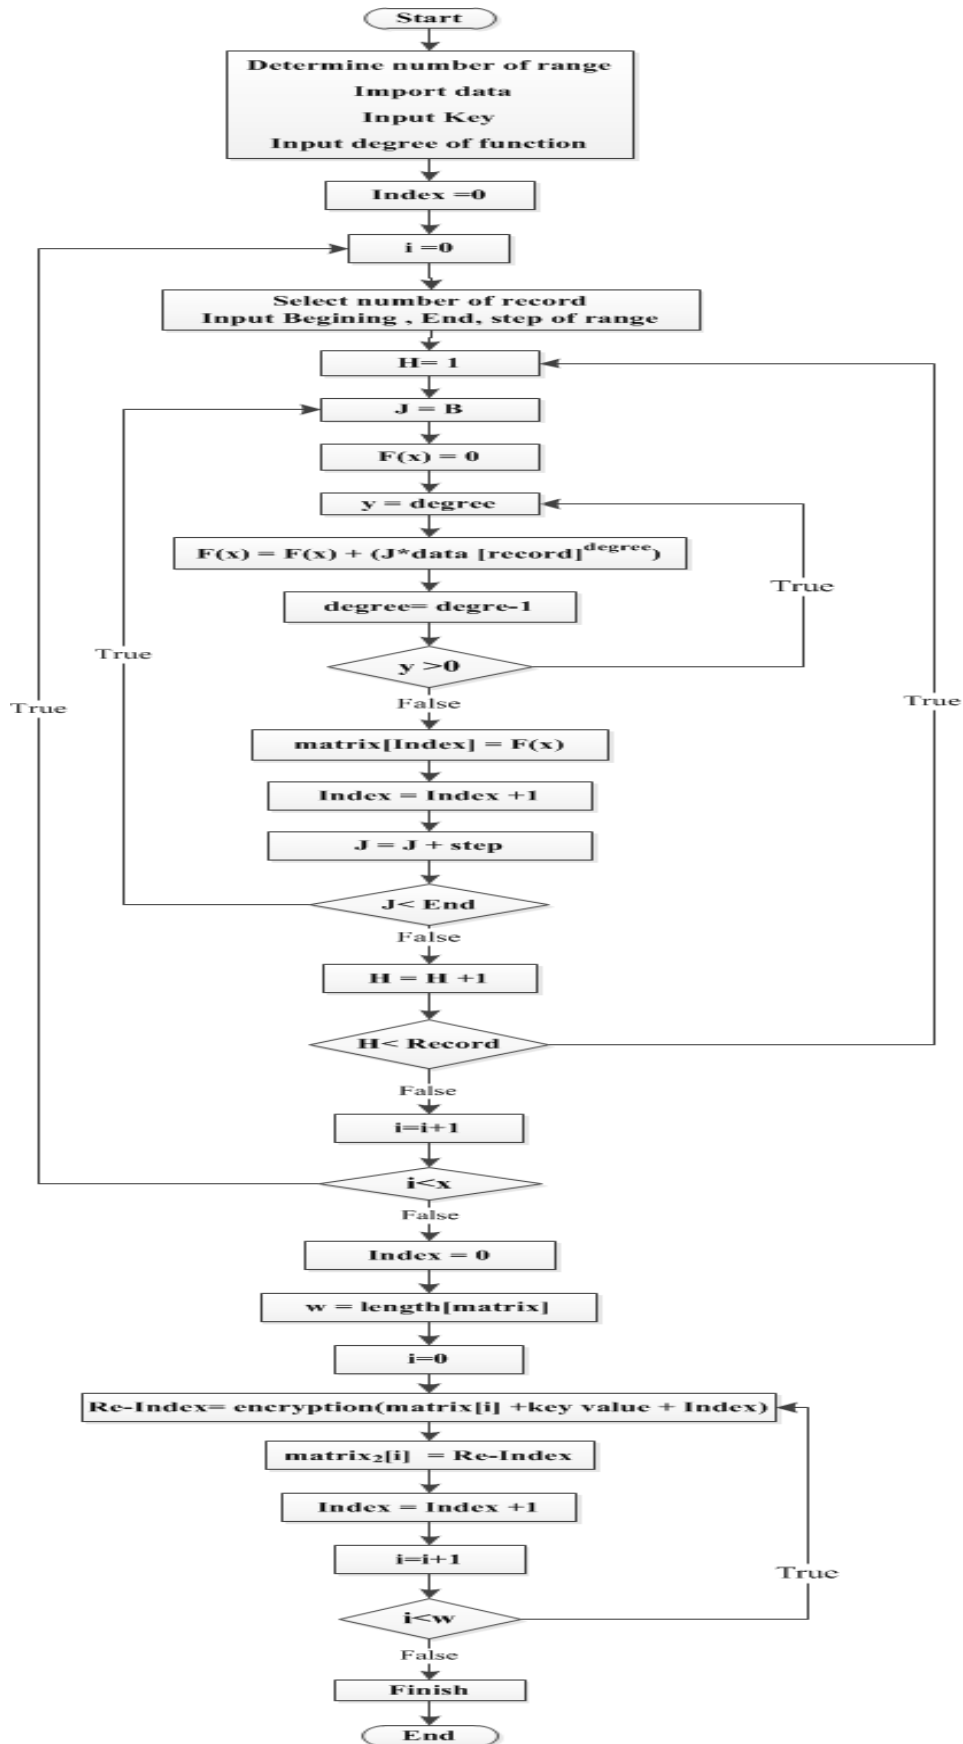 Start
Determine number of range
Import data
Input Key
Input degree of function
Index =0
i =0
Select number of record
Input Begining , End, step of range
H= 1
J = B
F(x) = 0
y = degree
F(x) = F(x) + (J*data [record]^degree)
True
degree= degre-1
True
y >0
False
True
True
matrix[Index] = F(x)
Index = Index +1
J = J + step
J< End
False
H = H +1
H< Record
False
i=i+1
i<x
False
Index = 0
w = length[matrix]
i=0
Re-Index= encryption(matrix[i] +key value + Index)
matrix₂[i] = Re-Index
Index = Index +1
i=i+1
True
i<w
False
Finish
End